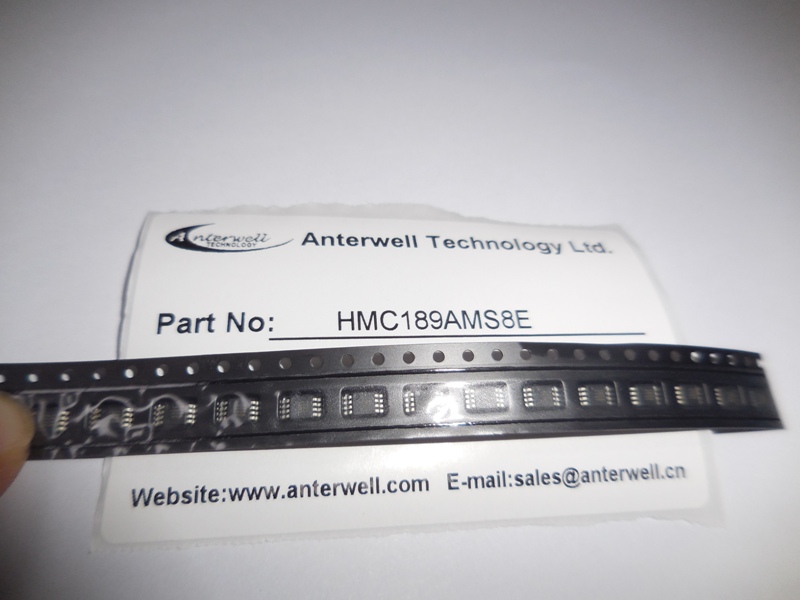 Anterwell
TECHNOLOGY
Anterwell Technology Ltd.
Part No: HMC189AMS8E
Website:www.anterwell.com E-mail:sales@anterwell.cn